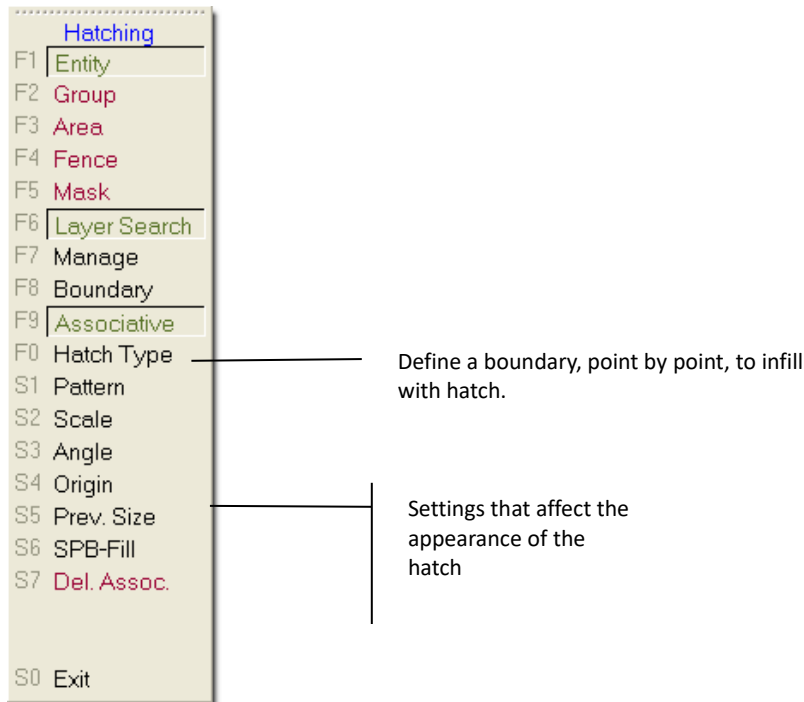 Hatching
F1 Entity
F2 Group
F3 Area
F4 Fence
F5 Mask
F6 Layer Search
F7 Manage
F8 Boundary
F9 Associative
F0 Hatch Type
S1 Pattern
S2 Scale
S3 Angle
S4 Origin
S5 Prev. Size
S6 SPB-Fill
S7 Del. Assoc.
S0 Exit
Define a boundary, point by point, to infill
with hatch.
Settings that affect the
appearance of the
hatch